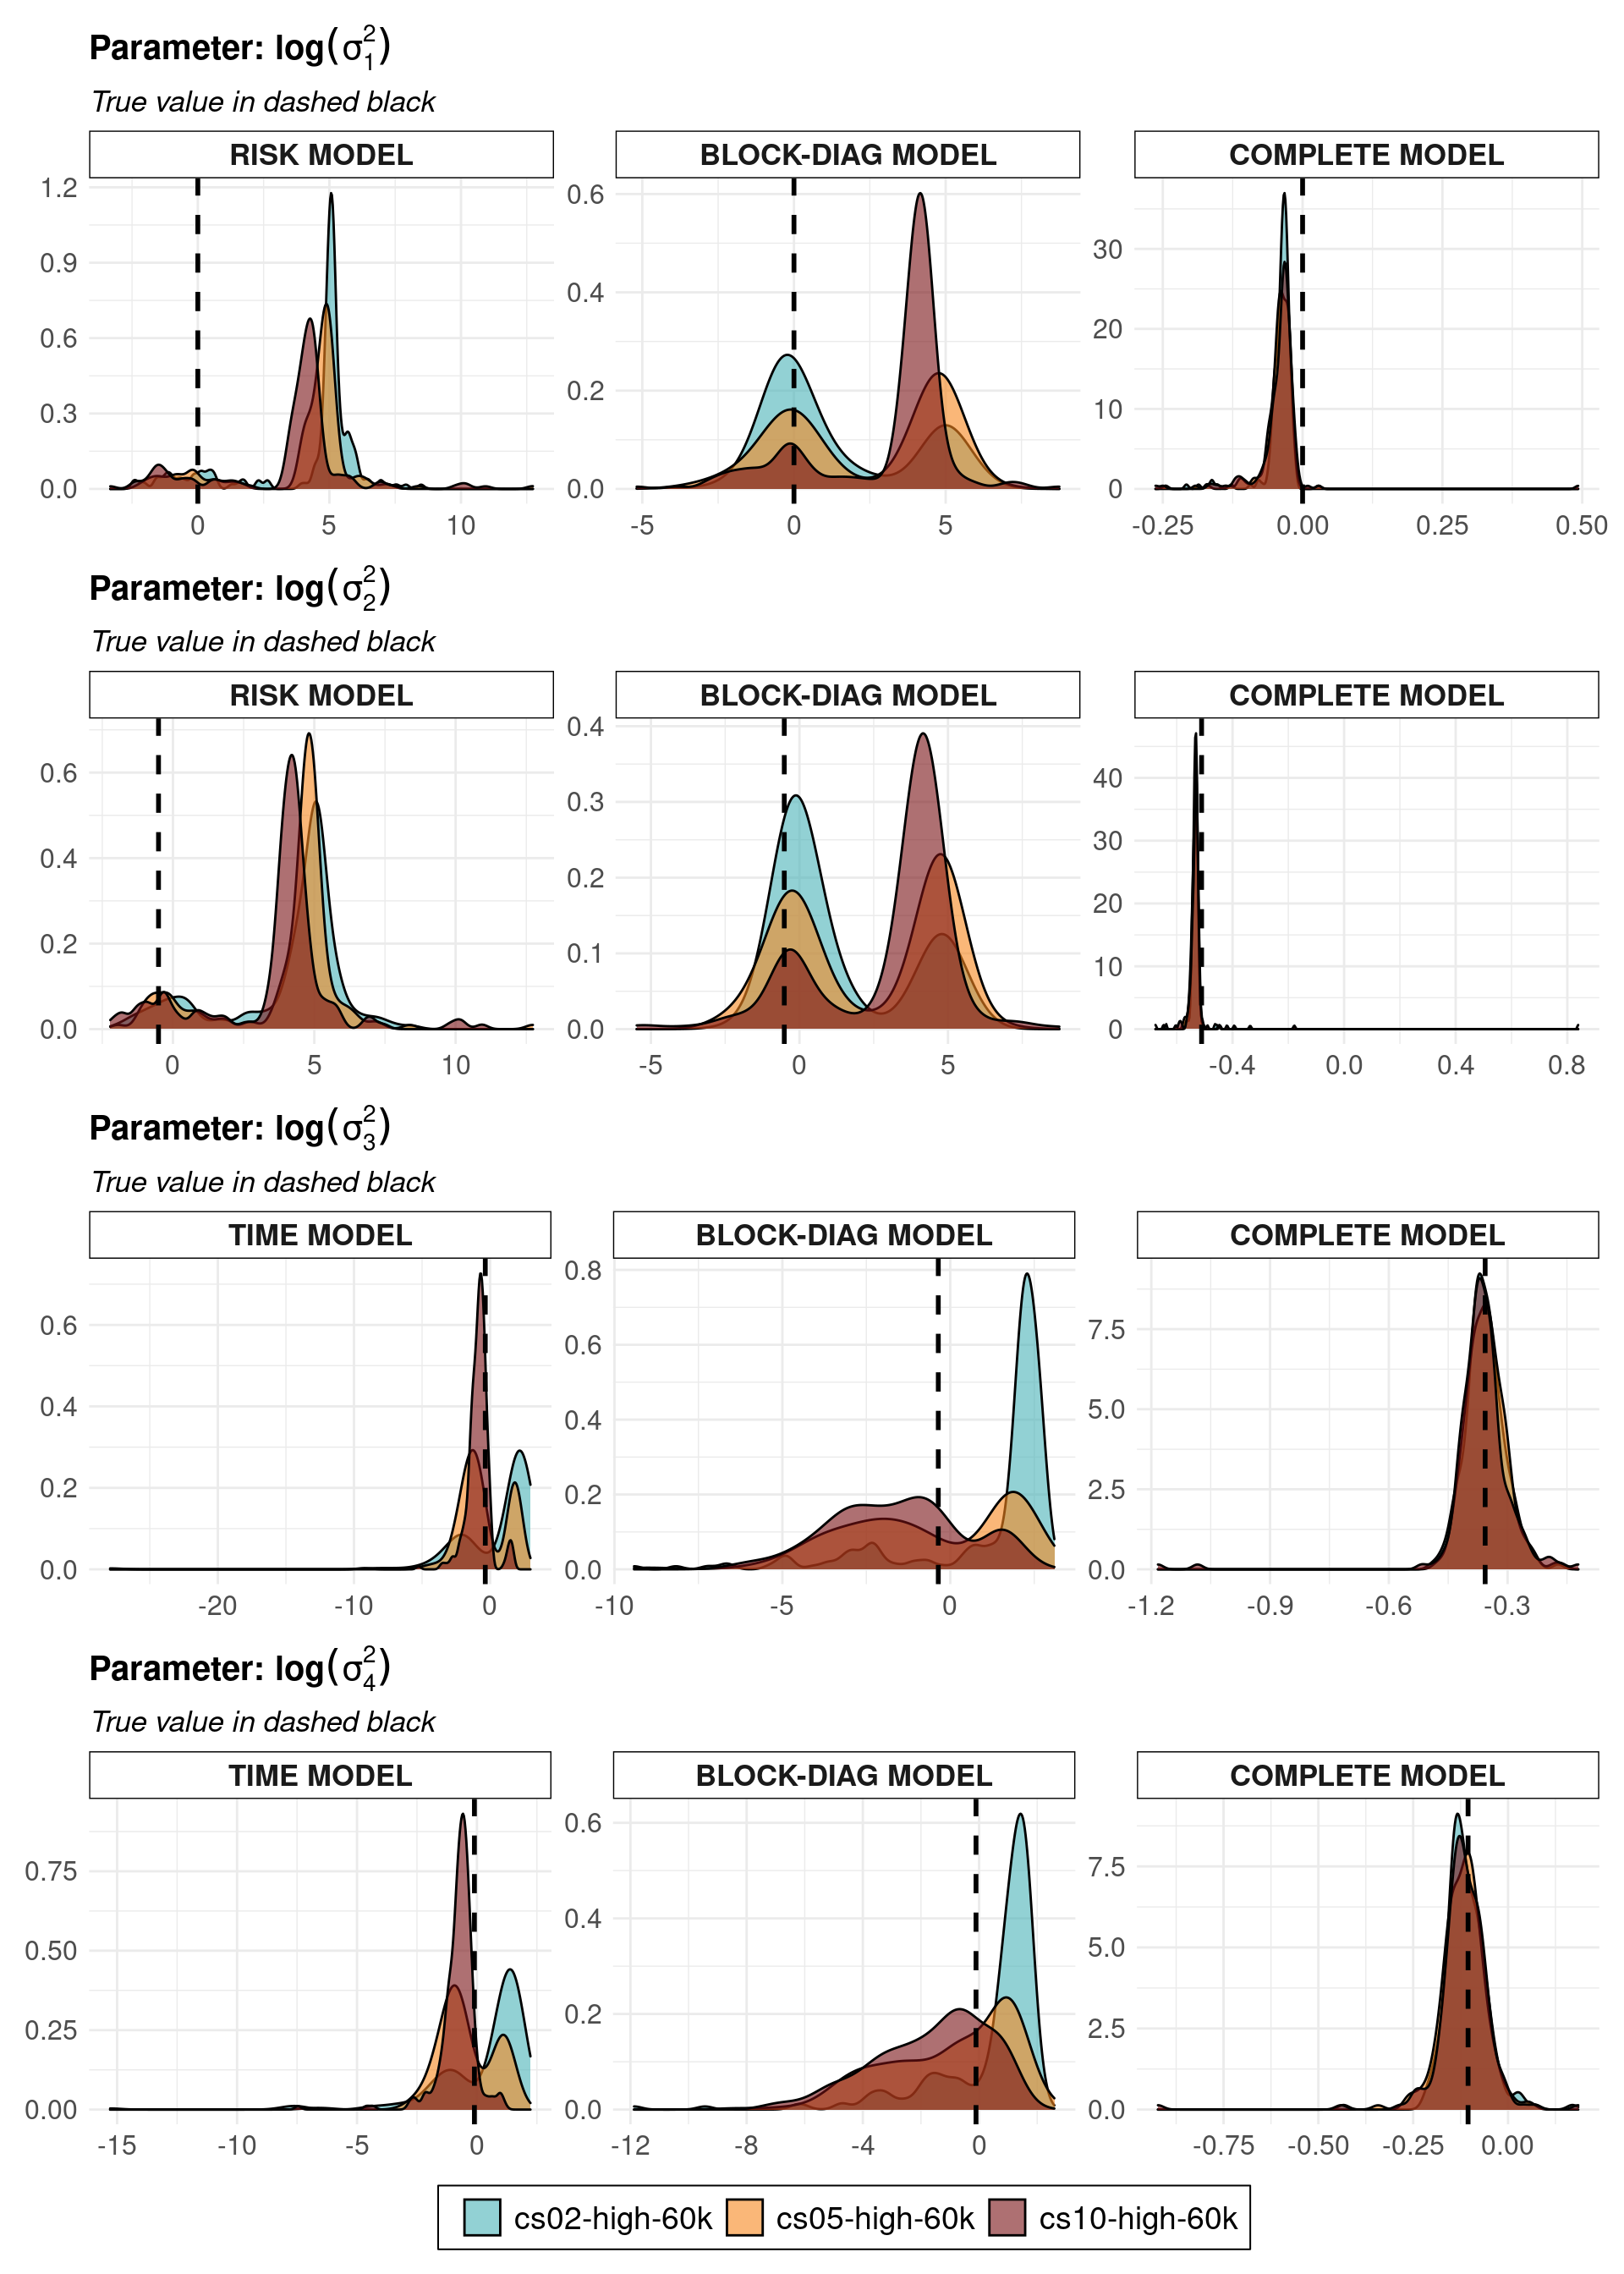 Parameter: log(σ₁²)
True value in dashed black
RISK MODEL BLOCK-DIAG MODEL COMPLETE MODEL
1.2
0.9
0.6
0.3
0.0
0 5 10
0.6
0.4
0.2
0.0
-5 0 5
30
20
10
0
-0.25 0.00 0.25 0.50
Parameter: log(σ₂²)
True value in dashed black
RISK MODEL BLOCK-DIAG MODEL COMPLETE MODEL
0.6
0.4
0.2
0.0
0 5 10
0.4
0.3
0.2
0.1
0.0
-5 0 5
40
30
20
10
0
-0.4 0.0 0.4 0.8
Parameter: log(σ₃²)
True value in dashed black
TIME MODEL BLOCK-DIAG MODEL COMPLETE MODEL
0.6
0.4
0.2
0.0
-20 -10 0
0.8
0.6
0.4
0.2
0.0
-10 -5 0
7.5
5.0
2.5
0.0
-1.2 -0.9 -0.6 -0.3
Parameter: log(σ₄²)
True value in dashed black
TIME MODEL BLOCK-DIAG MODEL COMPLETE MODEL
0.75
0.50
0.25
0.00
-15 -10 -5 0
0.6
0.4
0.2
0.0
-12 -8 -4 0
7.5
5.0
2.5
0.0
-0.75 -0.50 -0.25 0.00
cs02-high-60k cs05-high-60k cs10-high-60k